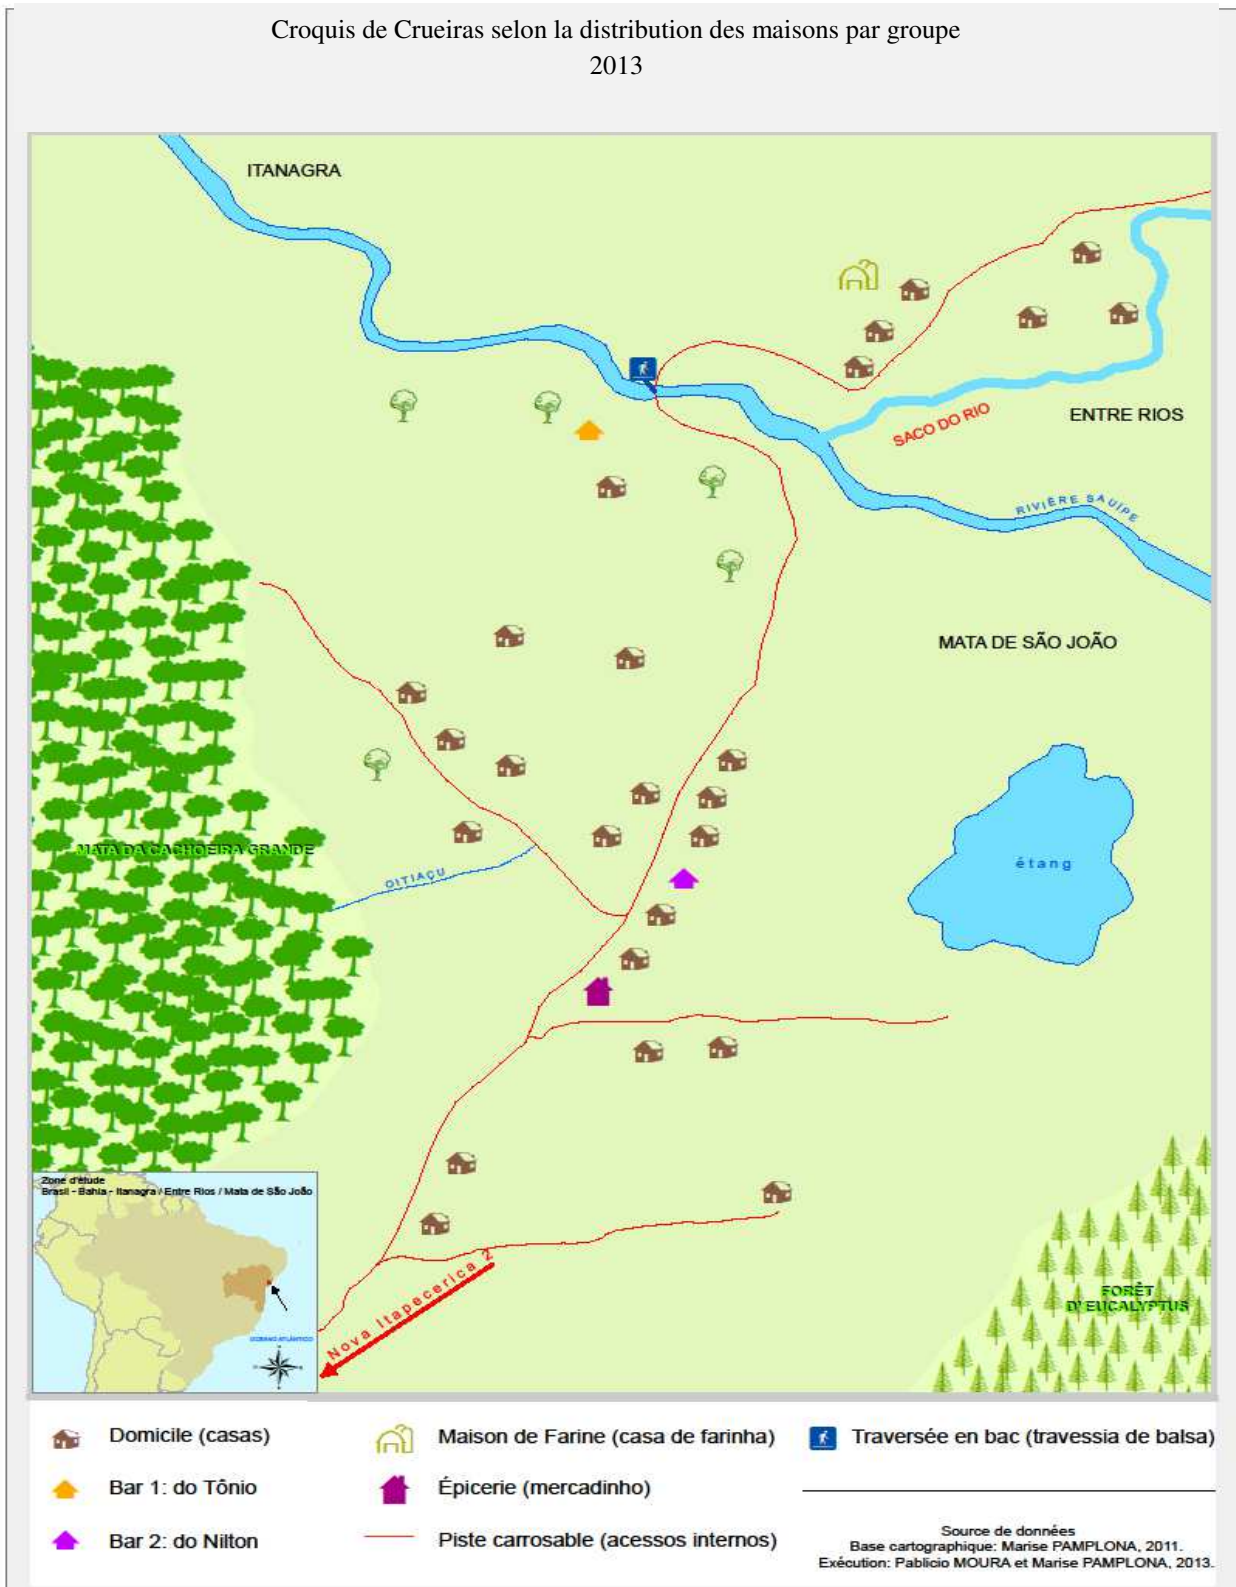 Croquis de Crueiras selon la distribution des maisons par groupe
2013
ITANAGRA
ENTRE RIOS
SACO DO RIO
RIVIÈRE SAUÍPE
MATA DE SÃO JOÃO
MATA DA CACHOEIRA GRANDE
OITIAÇU
étang
Zone d'étude
Brasil - Bahia - Itanagra / Entre Rios / Mata de São João
OCEANO ATLÂNTICO
Nova Itapecerica 2
FORÊT
D'EUCALYPTUS
Domicile (casas)
Maison de Farine (casa de farinha)
Traversée en bac (travessia de balsa)
Bar 1: do Tônio
Épicerie (mercadinho)
Bar 2: do Nilton
Piste carrosable (acessos internos)
Source de données
Base cartographique: Marise PAMPLONA, 2011.
Exécution: Pablicio MOURA et Marise PAMPLONA, 2013.